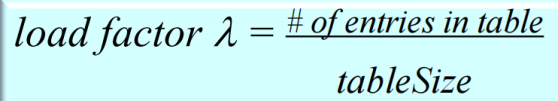 load factor λ = # of entries in table
tableSize